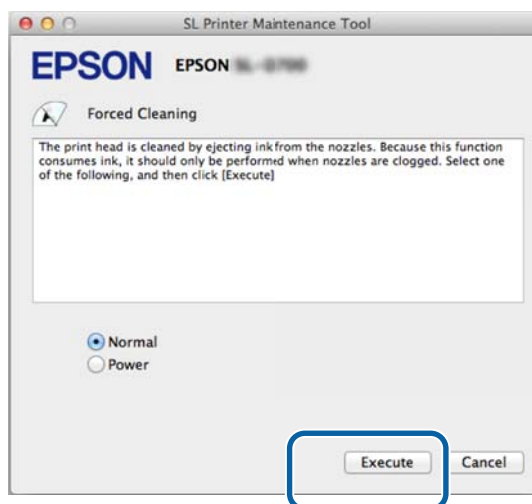 SL Printer Maintenance Tool
EPSON EPSON
Forced Cleaning
The print head is cleaned by ejecting ink from the nozzles. Because this function
consumes ink, it should only be performed when nozzles are clogged. Select one
of the following, and then click [Execute]
Normal
Power
Execute Cancel